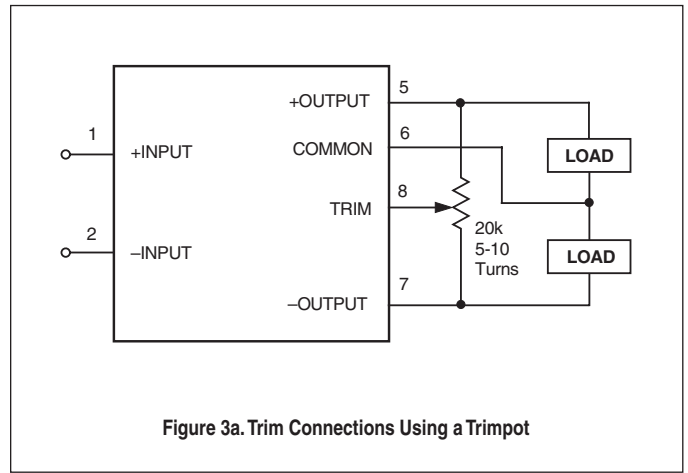 5
+OUTPUT
6
1
+INPUT
COMMON
LOAD
8
TRIM
20k
5-10
Turns
2
–INPUT
LOAD
7
–OUTPUT
Figure 3a. Trim Connections Using a Trimpot